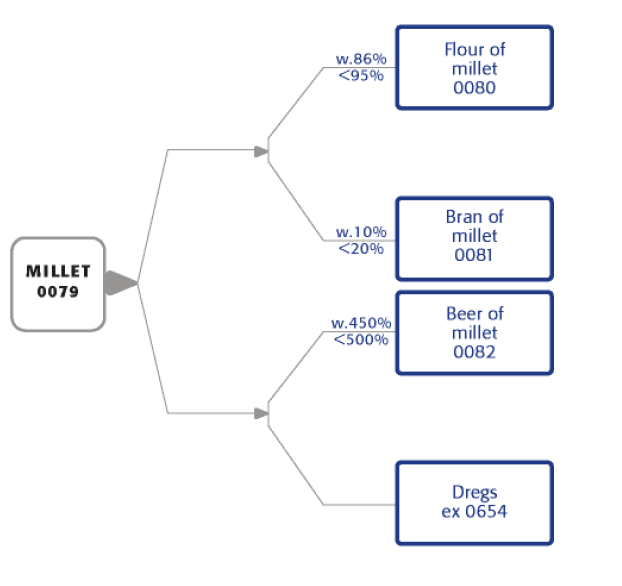 w.86%
<95%
Flour of
millet
0080
w.10%
<20%
Bran of
millet
0081
MILLET
0079
w.450%
<500%
Beer of
millet
0082
Dregs
ex 0654